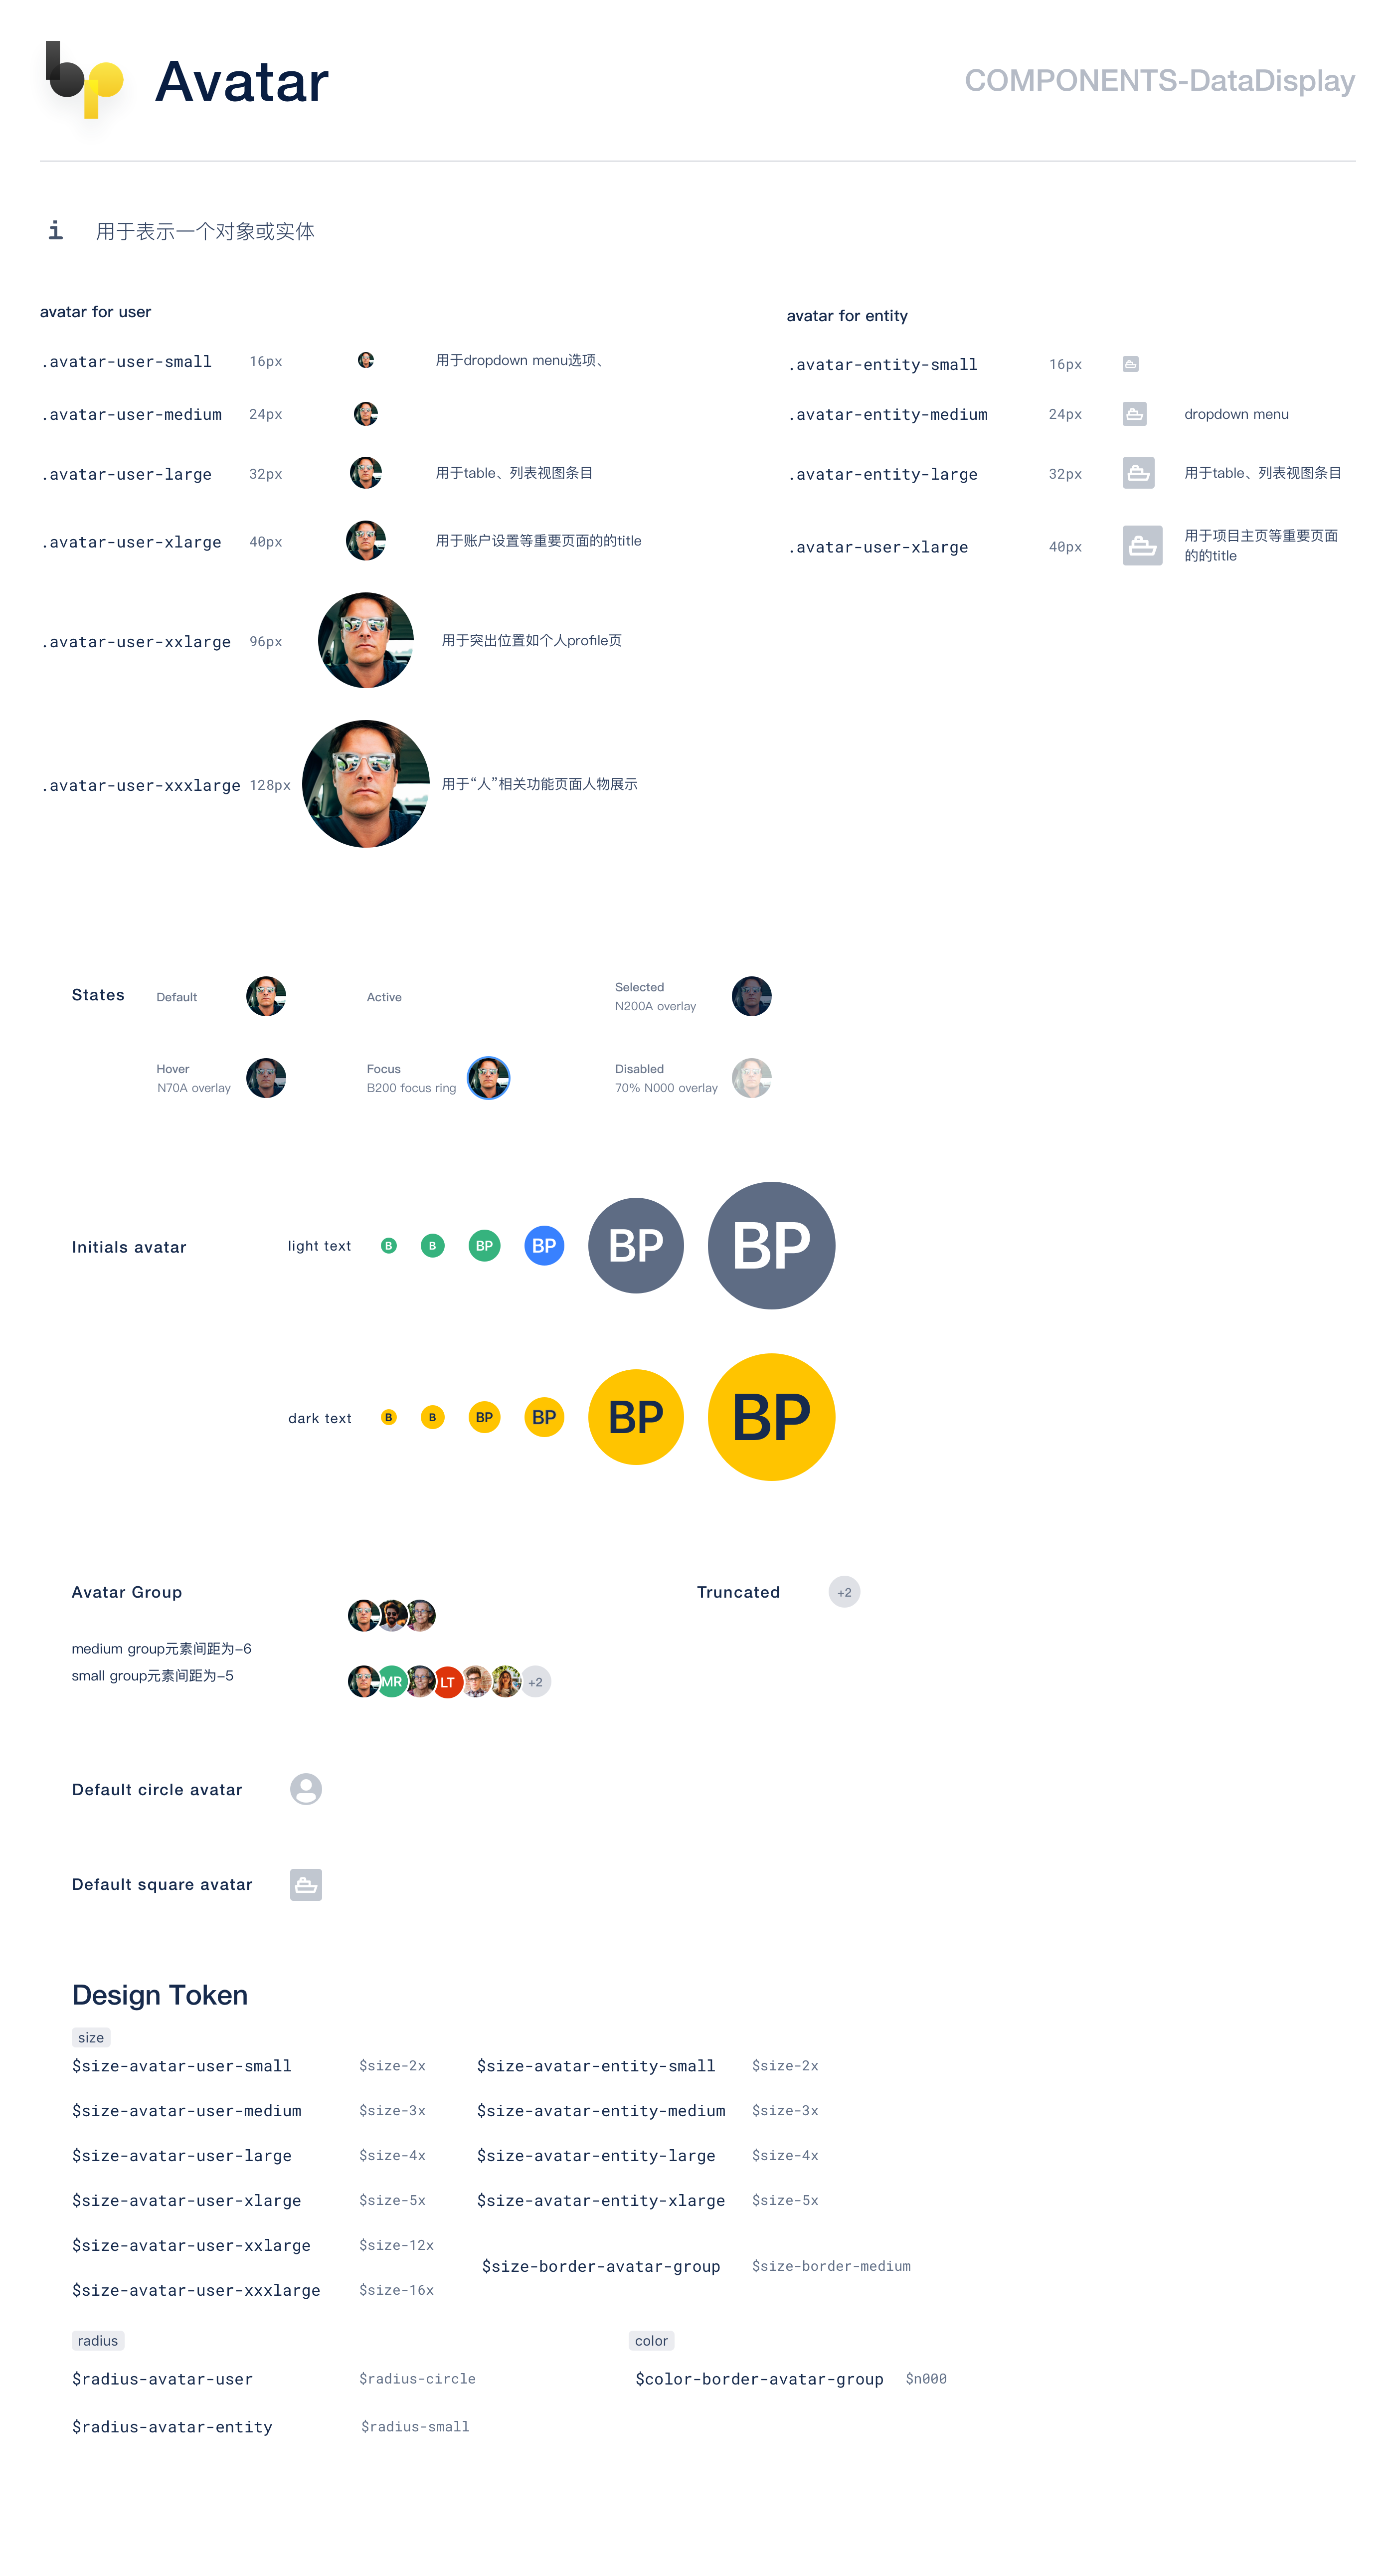 bp
Avatar
COMPONENTS-DataDisplay
i 用于表示一个对象或实体
avatar for user
.avatar-user-small 16px 用于dropdown menu选项、
.avatar-user-medium 24px
.avatar-user-large 32px 用于table、列表视图条目
.avatar-user-xlarge 40px 用于账户设置等重要页面的的title
.avatar-user-xxlarge 96px 用于突出位置如个人profile页
.avatar-user-xxxlarge 128px 用于“人”相关功能页面人物展示
avatar for entity
.avatar-entity-small 16px
.avatar-entity-medium 24px dropdown menu
.avatar-entity-large 32px 用于table、列表视图条目
.avatar-user-xlarge 40px 用于项目主页等重要页面
的的title
States
Default
Active
Selected
N200A overlay
Hover
N70A overlay
Focus
B200 focus ring
Disabled
70% N000 overlay
Initials avatar
light text B B BP BP BP BP
dark text B B BP BP BP BP
Avatar Group
medium group元素间距为-6
small group元素间距为-5
MR LT +2
Truncated +2
Default circle avatar
Default square avatar
Design Token
size
$size-avatar-user-small $size-2x $size-avatar-entity-small $size-2x
$size-avatar-user-medium $size-3x $size-avatar-entity-medium $size-3x
$size-avatar-user-large $size-4x $size-avatar-entity-large $size-4x
$size-avatar-user-xlarge $size-5x $size-avatar-entity-xlarge $size-5x
$size-avatar-user-xxlarge $size-12x
$size-border-avatar-group $size-border-medium
$size-avatar-user-xxxlarge $size-16x
radius
$radius-avatar-user $radius-circle
$radius-avatar-entity $radius-small
color
$color-border-avatar-group $n000